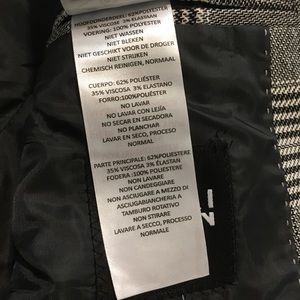 HOOFDONDERDEEL: 62%POLYESTER
35% VISCOSE 3% ELASTAAN
VOERING: 100% POLYESTER
NIET WASSEN
NIET BLEKEN
NIET GESCHIKT VOOR DE DROGER
NIET STRIJKEN
CHEMISCH REINIGEN, NORMAAL
CUERPO: 62% POLIÉSTER
35% VISCOSA 3% ELASTANO
FORRO:100% POLIÉSTER
NO LAVAR
NO LAVAR CON LEJÍA
NO SECAR EN SECADORA
NO PLANCHAR
LAVAR EN SECO, PROCESO
NORMAL
PARTE PRINCIPALE: 62%POLIESTERE
35% VISCOSA 3% ELASTAN
FODERA :100% POLIESTERE
NON LAVARE
NON CANDEGGIARE
NON ASCIUGARE A MEZZO DI
ASCIUGABIANCHERIA A
TAMBURO ROTATIVO
NON STIRARE
LAVARE A SECCO, PROCESSO
NORMALE